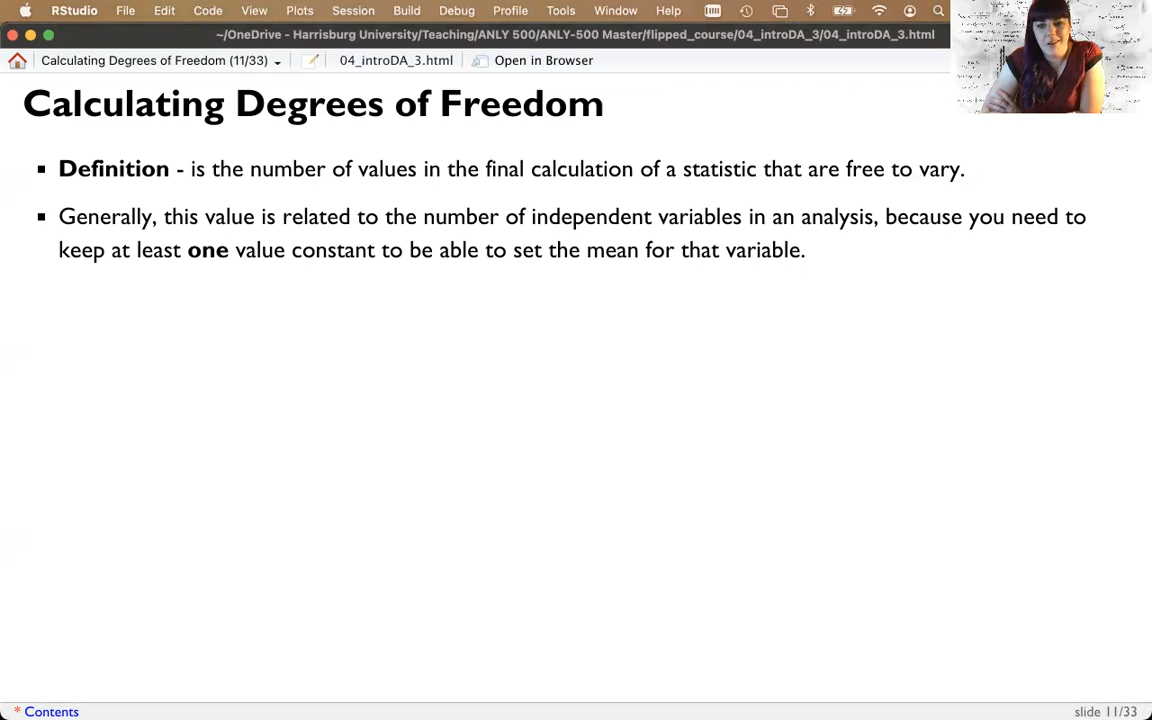 RStudio File Edit Code View Plots Session Build Debug Profile Tools Window Help
~/OneDrive - Harrisburg University/Teaching/ANLY 500/ANLY-500 Master/flipped_course/04_introDA_3/04_introDA_3.html
Calculating Degrees of Freedom (11/33) 04_introDA_3.html Open in Browser
Calculating Degrees of Freedom
▪ Definition - is the number of values in the final calculation of a statistic that are free to vary.
▪ Generally, this value is related to the number of independent variables in an analysis, because you need to
keep at least one value constant to be able to set the mean for that variable.
* Contents slide 11/33